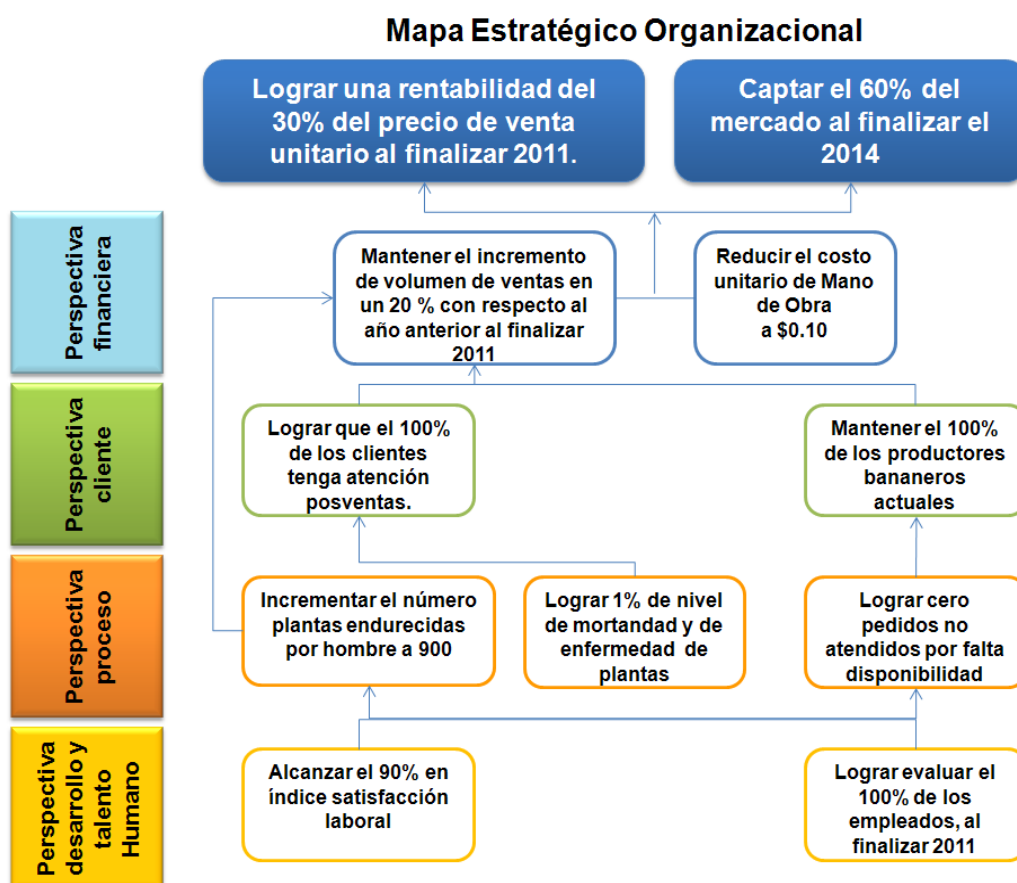 Mapa Estratégico Organizacional
Lograr una rentabilidad del
30% del precio de venta
unitario al finalizar 2011.
Captar el 60% del
mercado al finalizar el
2014
Perspectiva
financiera
Mantener el incremento
de volumen de ventas en
un 20 % con respecto al
año anterior al finalizar
2011
Reducir el costo
unitario de Mano
de Obra
a $0.10
Perspectiva
cliente
Lograr que el 100%
de los clientes
tenga atención
posventas.
Mantener el 100%
de los productores
bananeros
actuales
Perspectiva
proceso
Incrementar el número
plantas endurecidas
por hombre a 900
Lograr 1% de nivel
de mortandad y de
enfermedad de
plantas
Lograr cero
pedidos no
atendidos por falta
disponibilidad
Perspectiva
desarrollo y
talento
Humano
Alcanzar el 90% en
índice satisfacción
laboral
Lograr evaluar el
100% de los
empleados, al
finalizar 2011